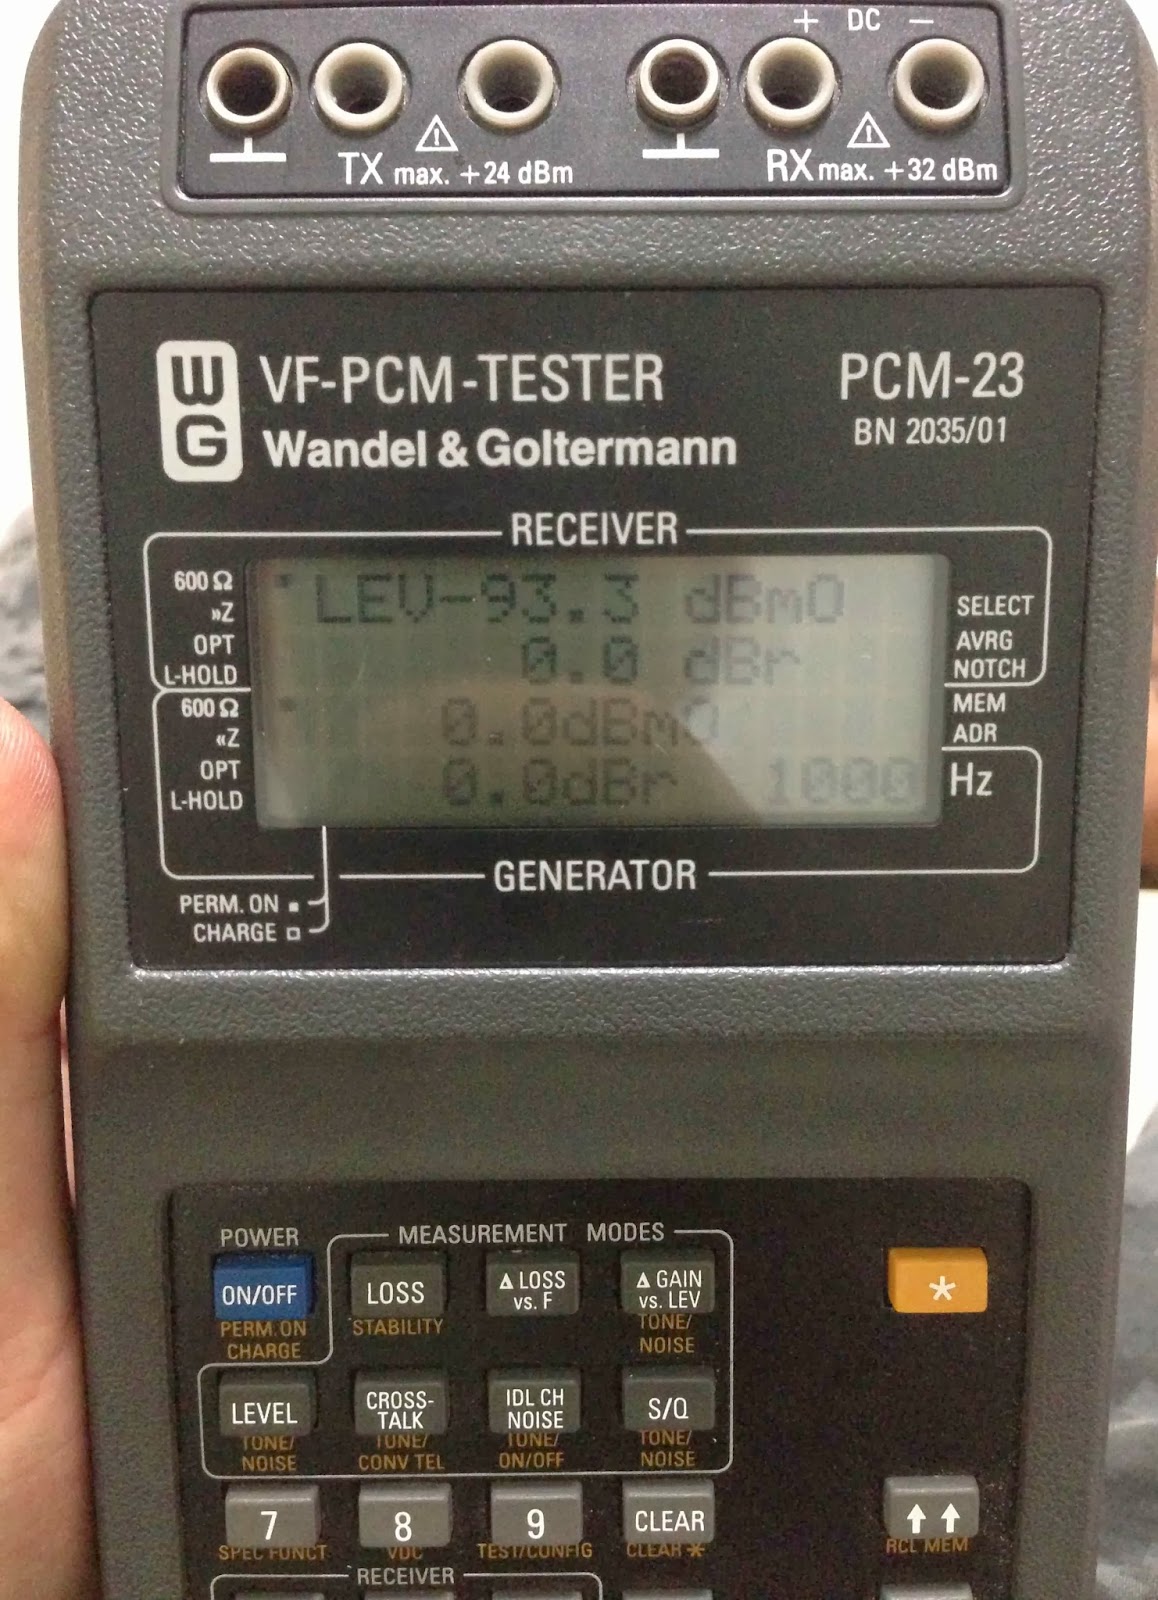 + DC −
TX max. +24 dBm
RX max. +32 dBm
WG
VF-PCM-TESTER
PCM-23
Wandel & Goltermann
BN 2035/01
RECEIVER
600 Ω
»Z
OPT
L-HOLD
LEV-93.3 dBm0
0.0 dBr
SELECT
AVRG
NOTCH
MEM
ADR
600 Ω
«Z
OPT
L-HOLD
0.0dBm0
0.0dBr 1000
Hz
GENERATOR
PERM. ON
CHARGE
POWER
MEASUREMENT MODES
ON/OFF
PERM.ON
CHARGE
LOSS
STABILITY
Δ LOSS
vs. F
Δ GAIN
vs. LEV
TONE/
NOISE
*
LEVEL
TONE/
NOISE
CROSS-
TALK
TONE/
CONV TEL
IDL CH
NOISE
TONE/
ON/OFF
S/Q
TONE/
NOISE
7
SPEC FUNCT
8
VDC
9
TEST/CONFIG
CLEAR
CLEAR *
↑ ↑
RCL MEM
RECEIVER